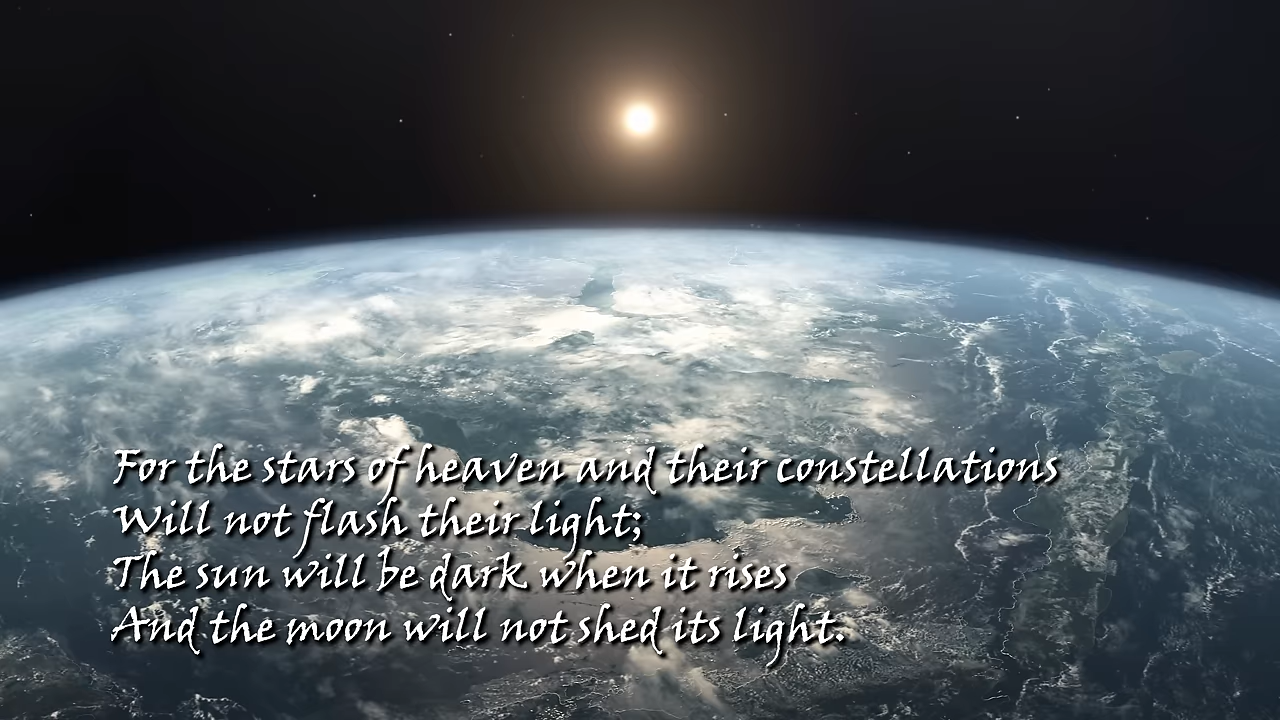 For the stars of heaven and their constellations
Will not flash their light;
The sun will be dark when it rises
And the moon will not shed its light.